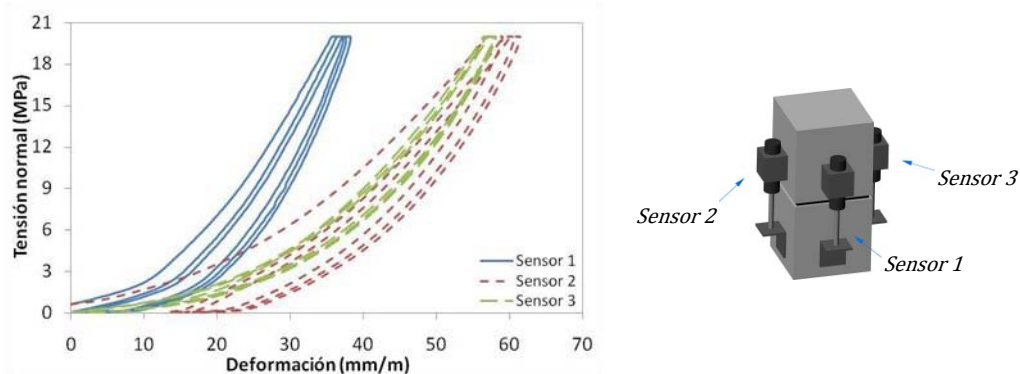 Tensión normal (MPa)
21
18
15
12
9
6
3
0
0 10 20 30 40 50 60 70
Deformación (mm/m)
Sensor 1
Sensor 2
Sensor 3
Sensor 2
Sensor 3
Sensor 1